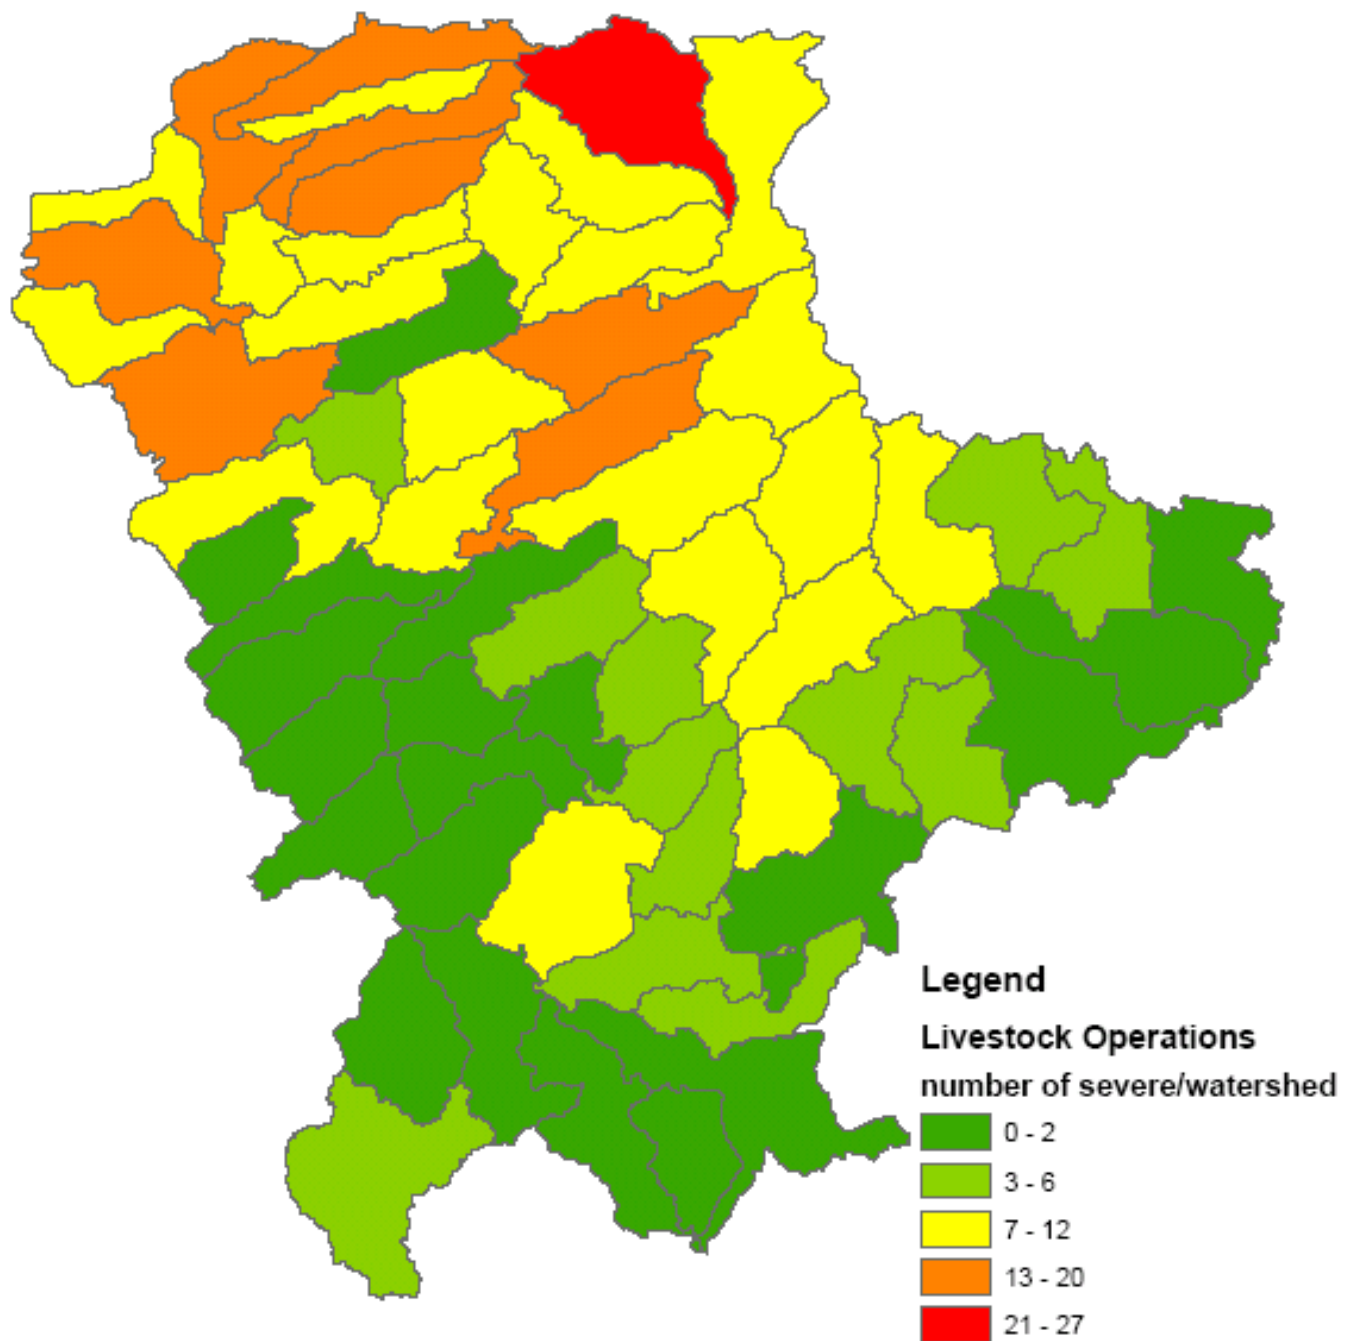 Legend
Livestock Operations
number of severe/watershed
0 - 2
3 - 6
7 - 12
13 - 20
21 - 27